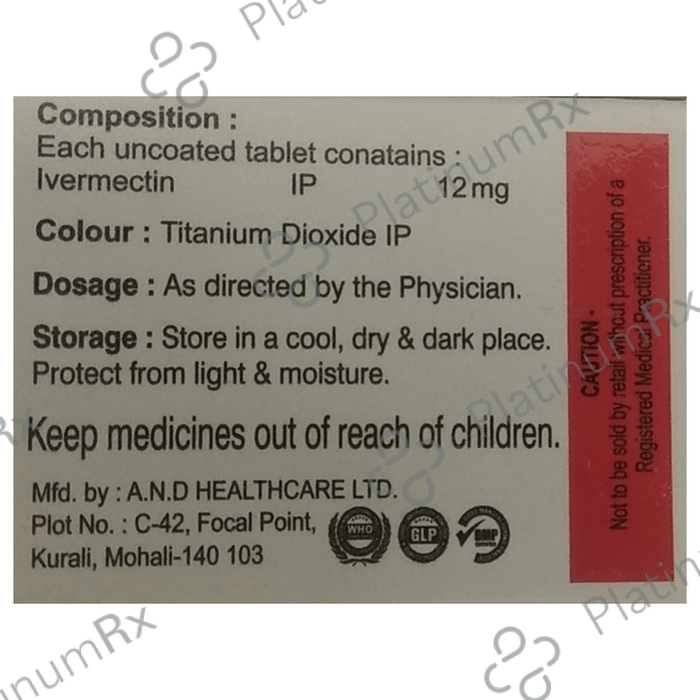 Composition :
Each uncoated tablet conatains :
Ivermectin IP 12 mg
Colour : Titanium Dioxide IP
Dosage : As directed by the Physician.
Storage : Store in a cool, dry & dark place.
Protect from light & moisture.
Keep medicines out of reach of children.
Mfd. by : A.N.D HEALTHCARE LTD.
Plot No. : C-42, Focal Point,
Kurali, Mohali-140 103
WHO
GLP
GMP
CAUTION -
Not to be sold by retail without prescription of a
Registered Medical Practitioner.
PlatinumRx